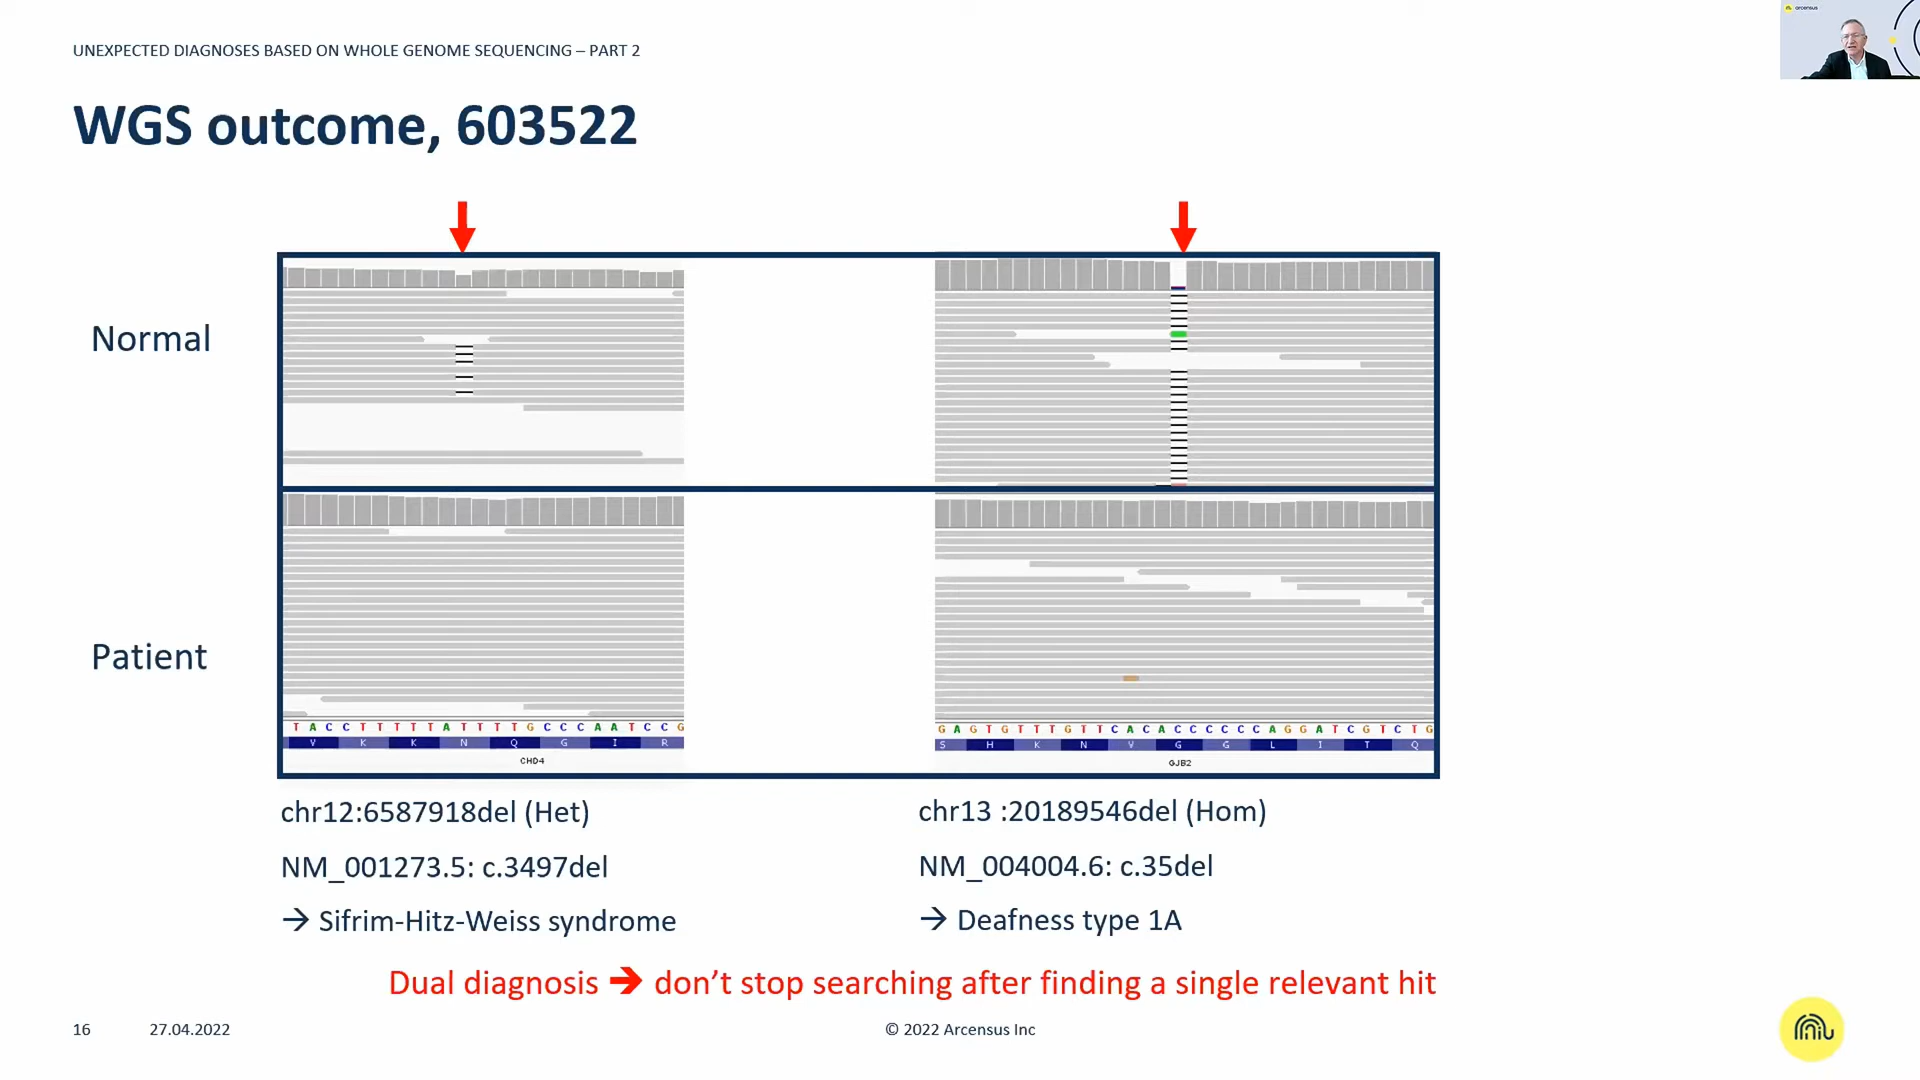 arcensus
UNEXPECTED DIAGNOSES BASED ON WHOLE GENOME SEQUENCING – PART 2
WGS outcome, 603522
Normal
Patient
T A C C T T T T T A T T T T G C C C A A T C C G
V K K N Q G I R
CHD4
G A G T G T T T G T T C A C A C C C C C C A G G A T C G T C T G
S H K N V G G L I T Q
GJB2
chr12:6587918del (Het)
NM_001273.5: c.3497del
→ Sifrim-Hitz-Weiss syndrome
chr13 :20189546del (Hom)
NM_004004.6: c.35del
→ Deafness type 1A
Dual diagnosis → don’t stop searching after finding a single relevant hit
16 27.04.2022 © 2022 Arcensus Inc